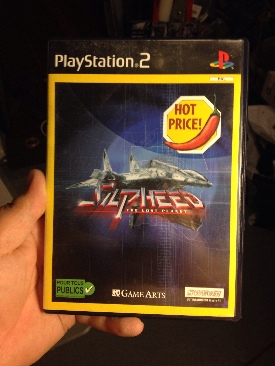 PlayStation 2
HOT
PRICE!
SILPHEED
THE LOST PLANET
POUR TOUS
PUBLICS
GAME ARTS